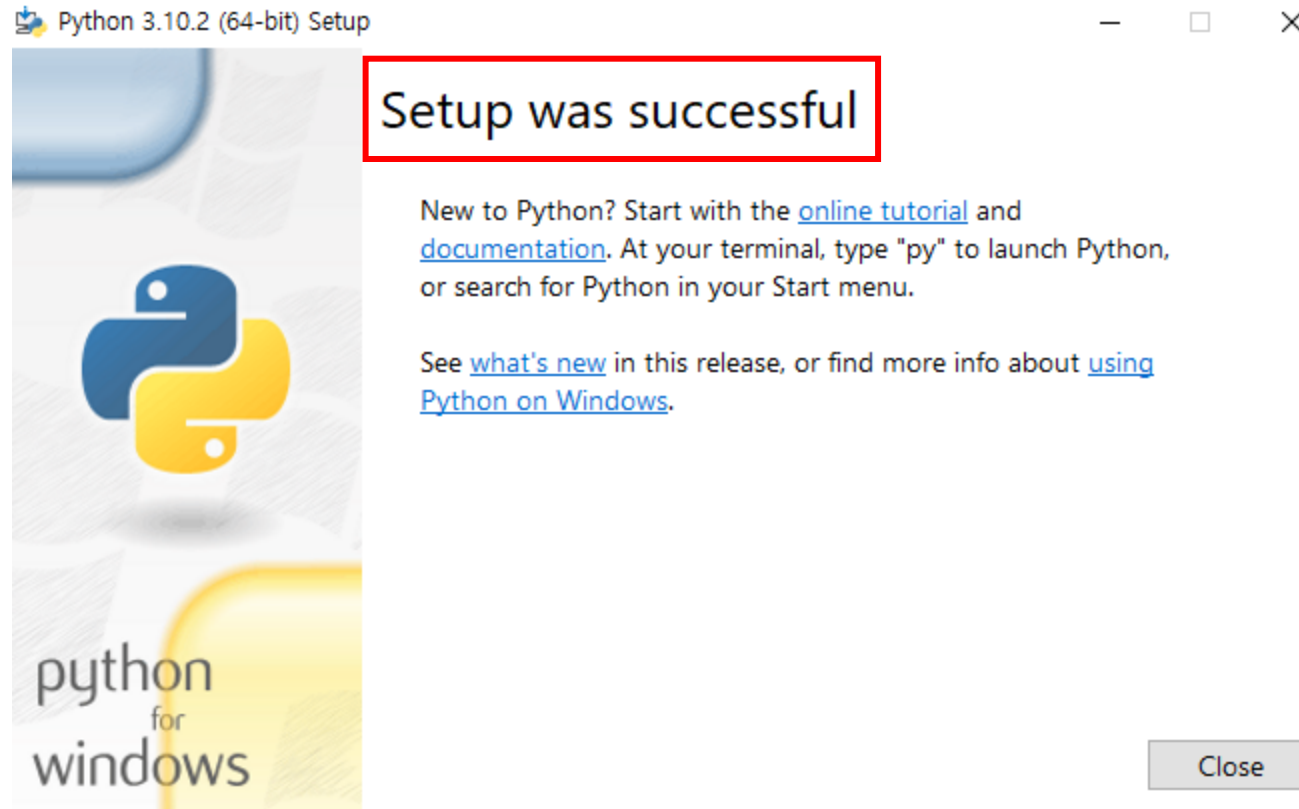 Python 3.10.2 (64-bit) Setup
Setup was successful
New to Python? Start with the online tutorial and
documentation. At your terminal, type "py" to launch Python,
or search for Python in your Start menu.
See what's new in this release, or find more info about using
Python on Windows.
python
for
windows
Close